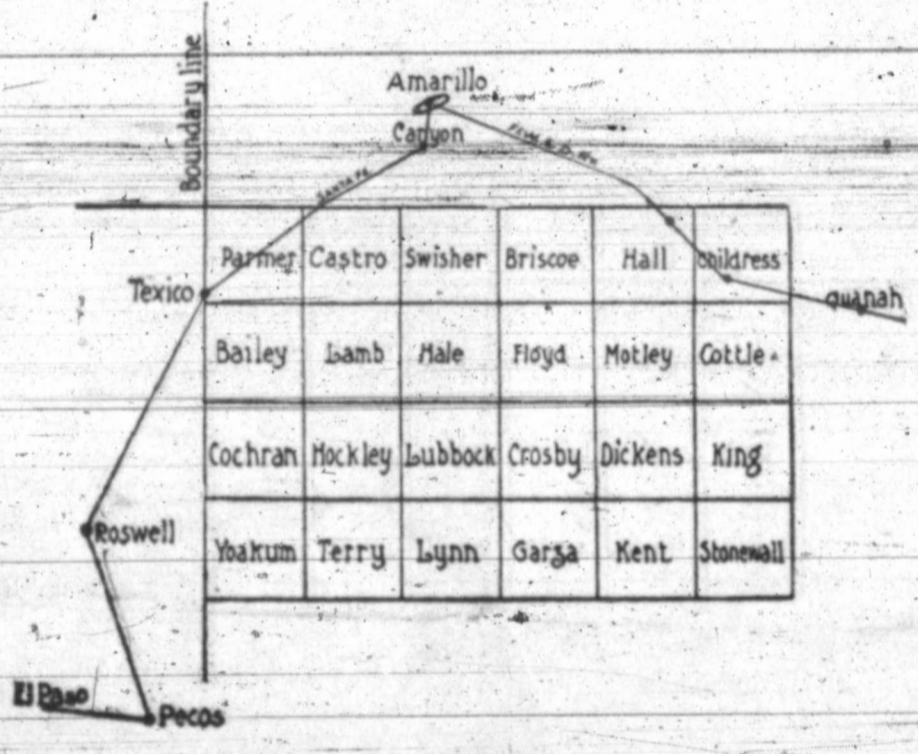 Boundary line
Amarillo
Canyon
Santa Fe
Parmer Castro Swisher Briscoe Hall Childress
Texico
Quanah
Bailey Lamb Hale Floyd Motley Cottle
Cochran Hockley Lubbock Crosby Dickens King
Roswell
Yoakum Terry Lynn Garsa Kent Stonewall
El Paso
Pecos